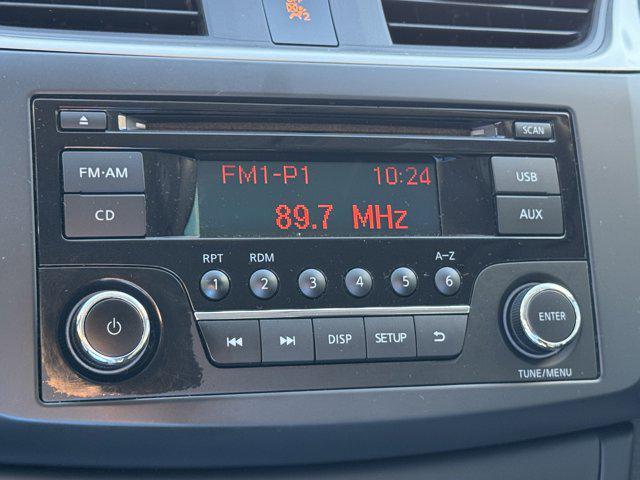 SCAN
FM·AM
CD
FM1-P1 10:24
89.7 MHz
USB
AUX
RPT RDM A-Z
1 2 3 4 5 6
DISP SETUP
ENTER
TUNE/MENU